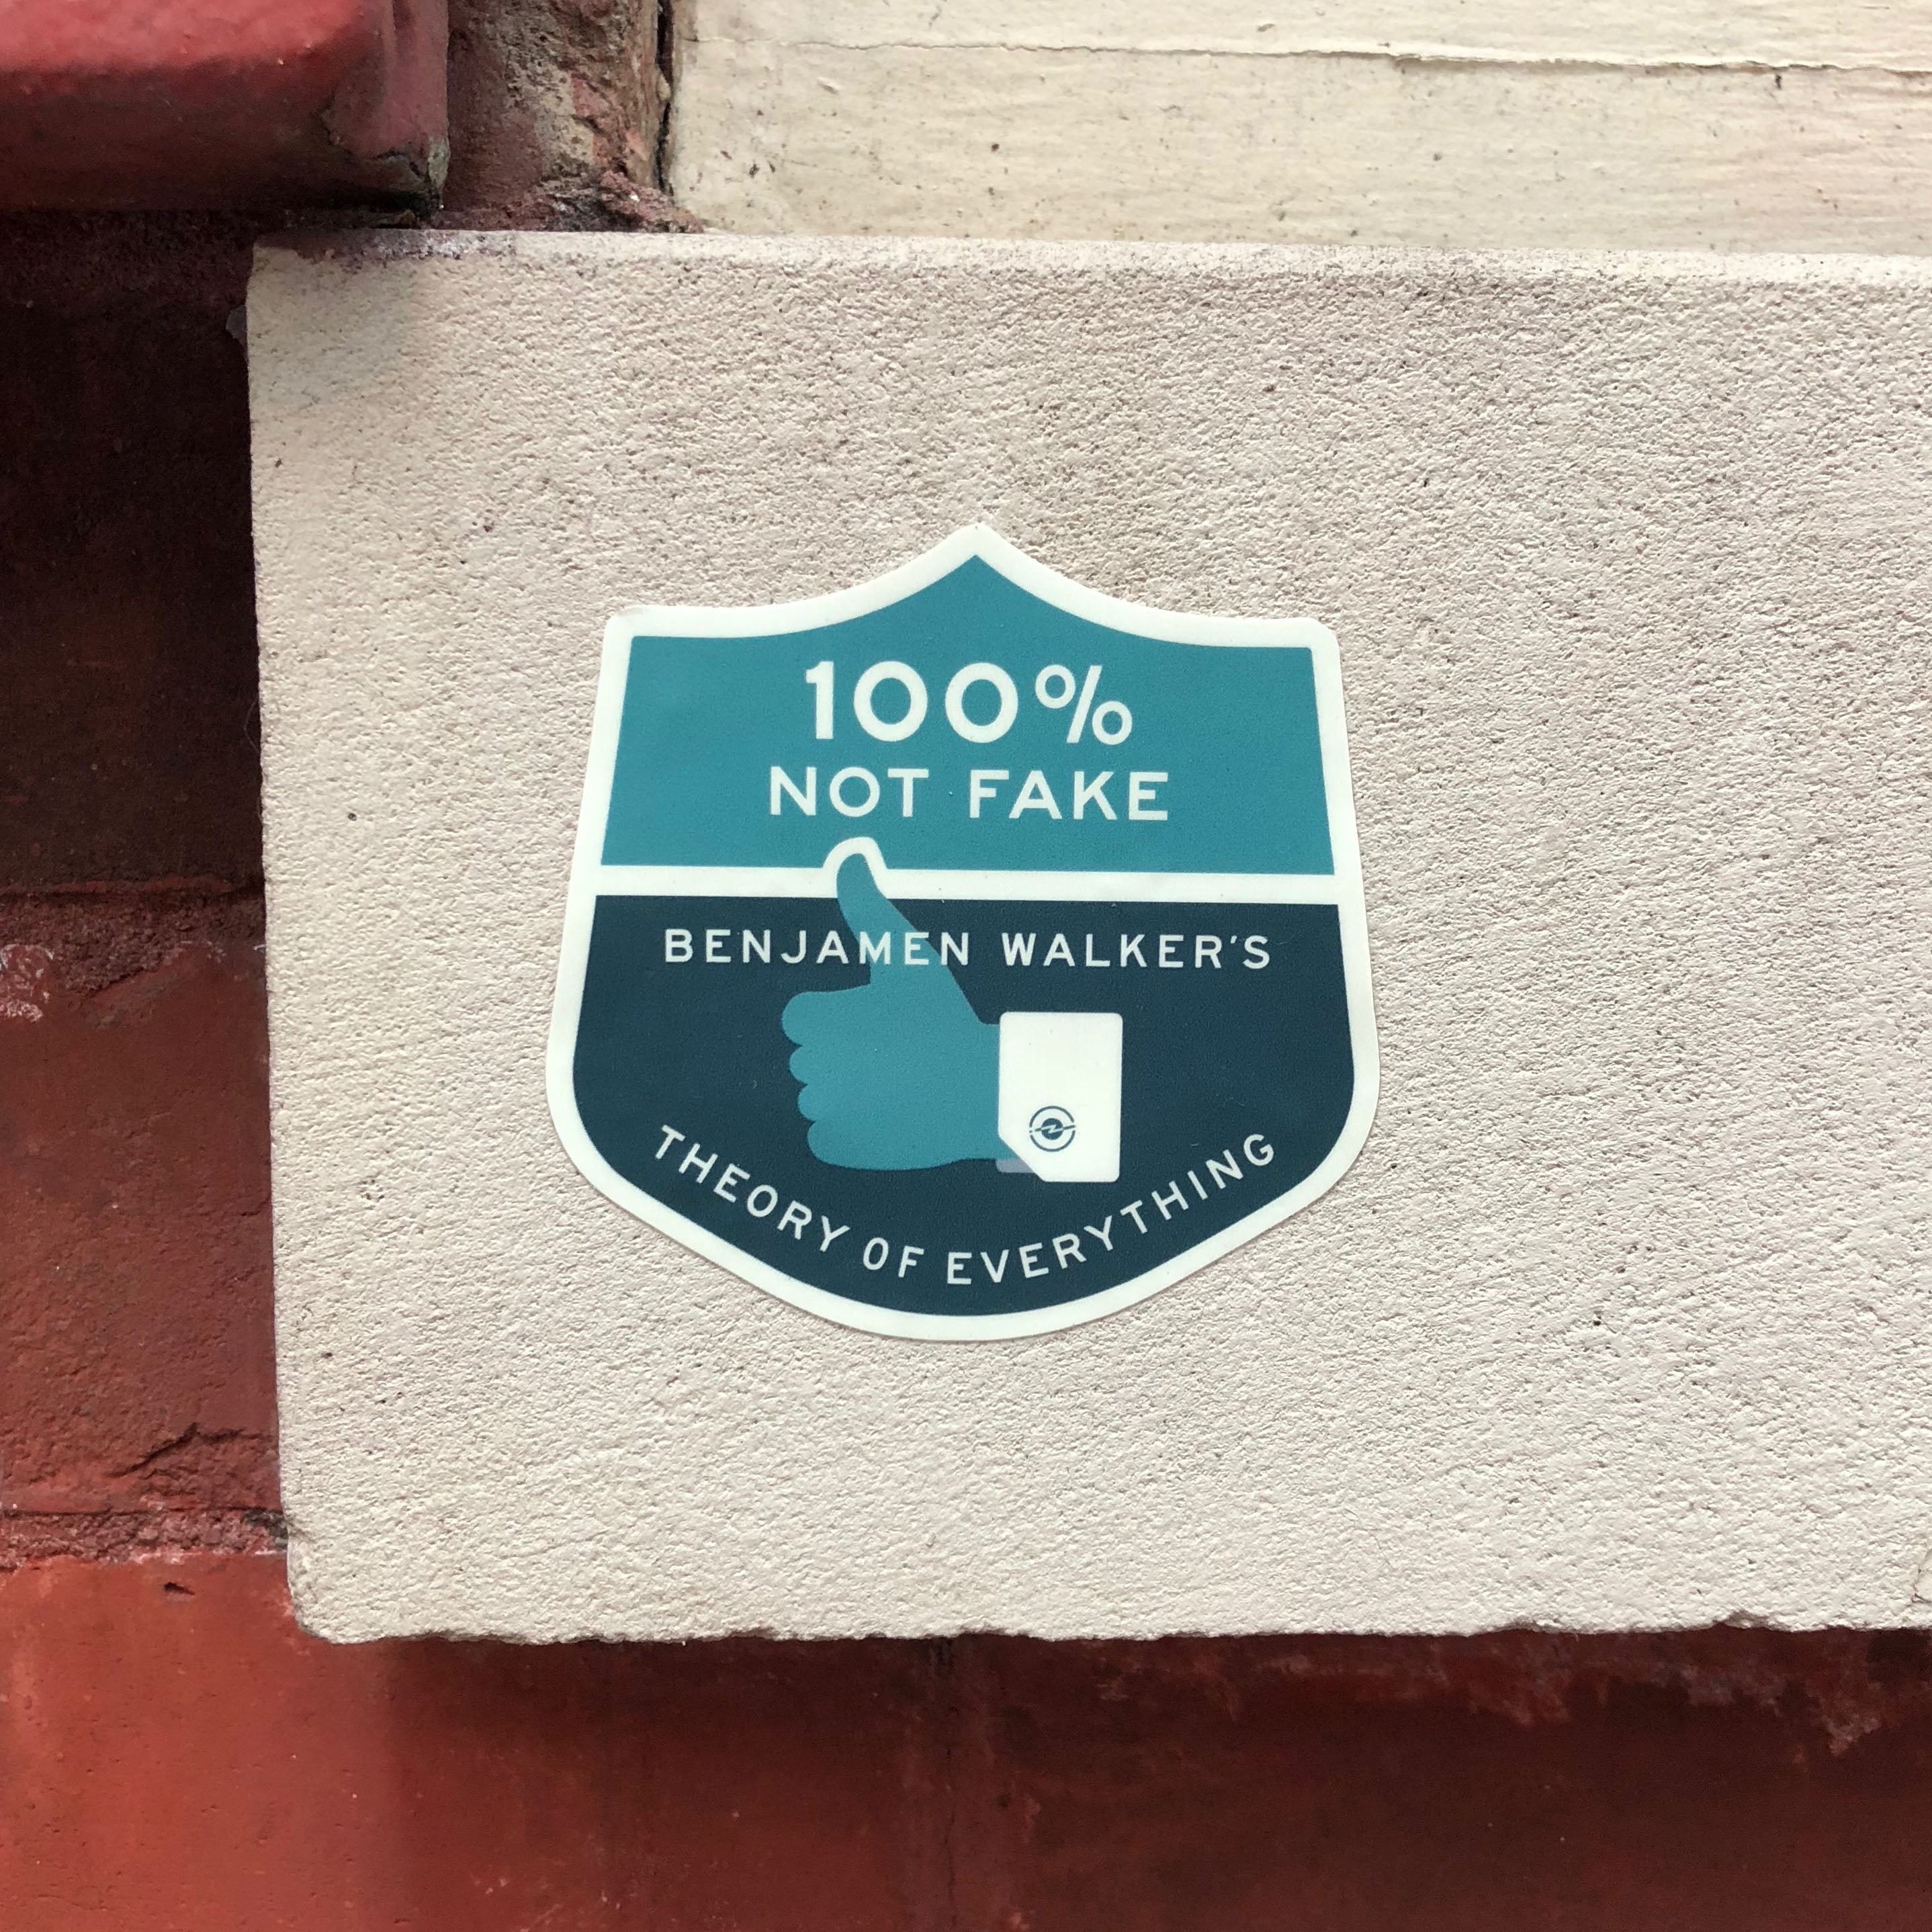 100%
NOT FAKE
BENJAMEN WALKER'S
THEORY OF EVERYTHING